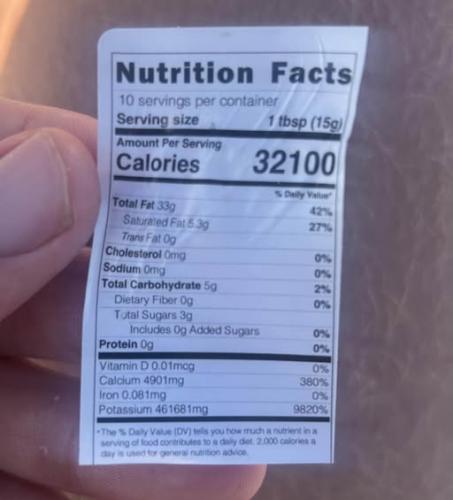 Nutrition Facts
10 servings per container
Serving size 1 tbsp (15g)
Amount Per Serving
Calories 32100
% Daily Value*
Total Fat 33g 42%
Saturated Fat 5.3g 27%
Trans Fat 0g
Cholesterol 0mg 0%
Sodium 0mg 0%
Total Carbohydrate 5g 2%
Dietary Fiber 0g 0%
Total Sugars 3g
Includes 0g Added Sugars 0%
Protein 0g 0%
Vitamin D 0.01mcg 0%
Calcium 4901mg 380%
Iron 0.081mg 0%
Potassium 461681mg 9820%
*The % Daily Value (DV) tells you how much a nutrient in a
serving of food contributes to a daily diet. 2,000 calories a
day is used for general nutrition advice.